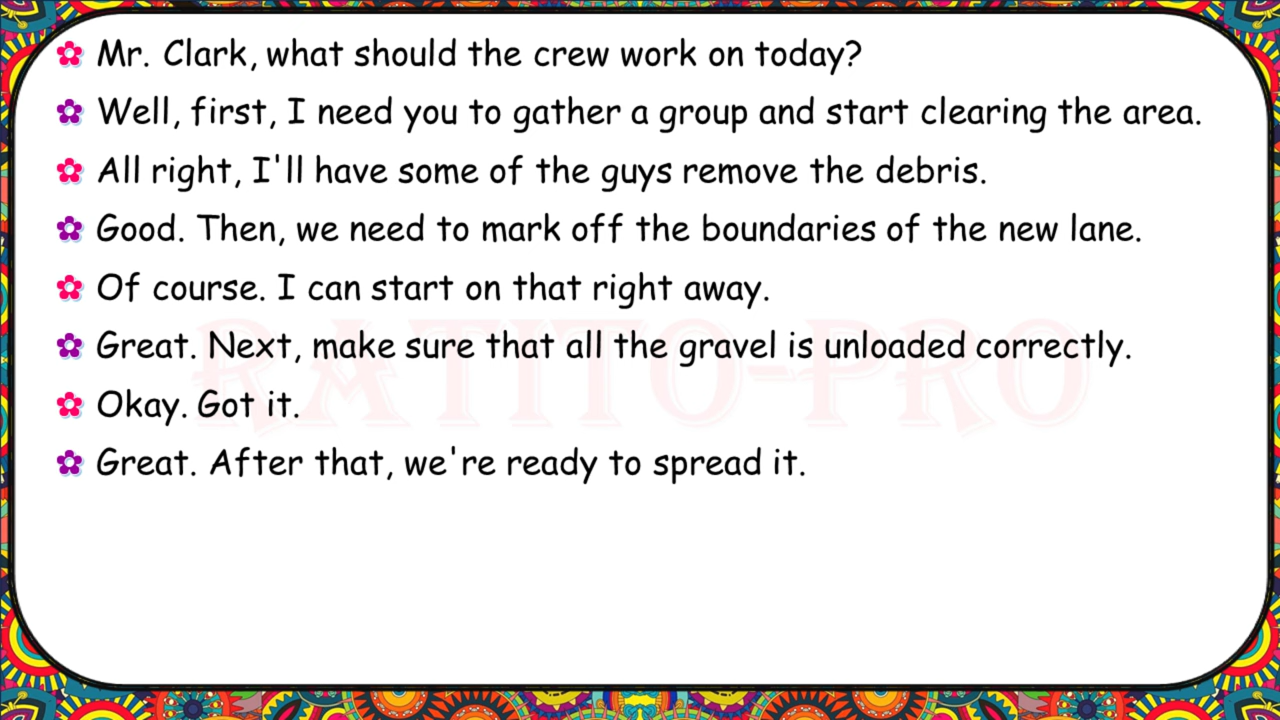 Mr. Clark, what should the crew work on today?
Well, first, I need you to gather a group and start clearing the area.
All right, I'll have some of the guys remove the debris.
Good. Then, we need to mark off the boundaries of the new lane.
Of course. I can start on that right away.
Great. Next, make sure that all the gravel is unloaded correctly.
RATITO-PRO
Okay. Got it.
Great. After that, we're ready to spread it.